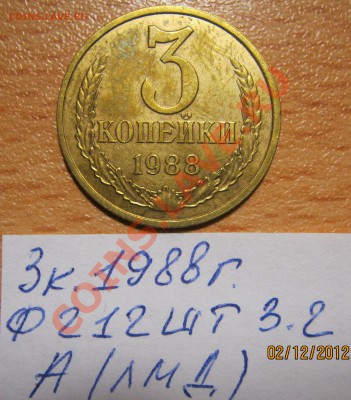 3
КОПЕЙКИ
1988
3к. 1988г.
Ф212 ШТ 3.2
А (ЛМД)
02/12/2012